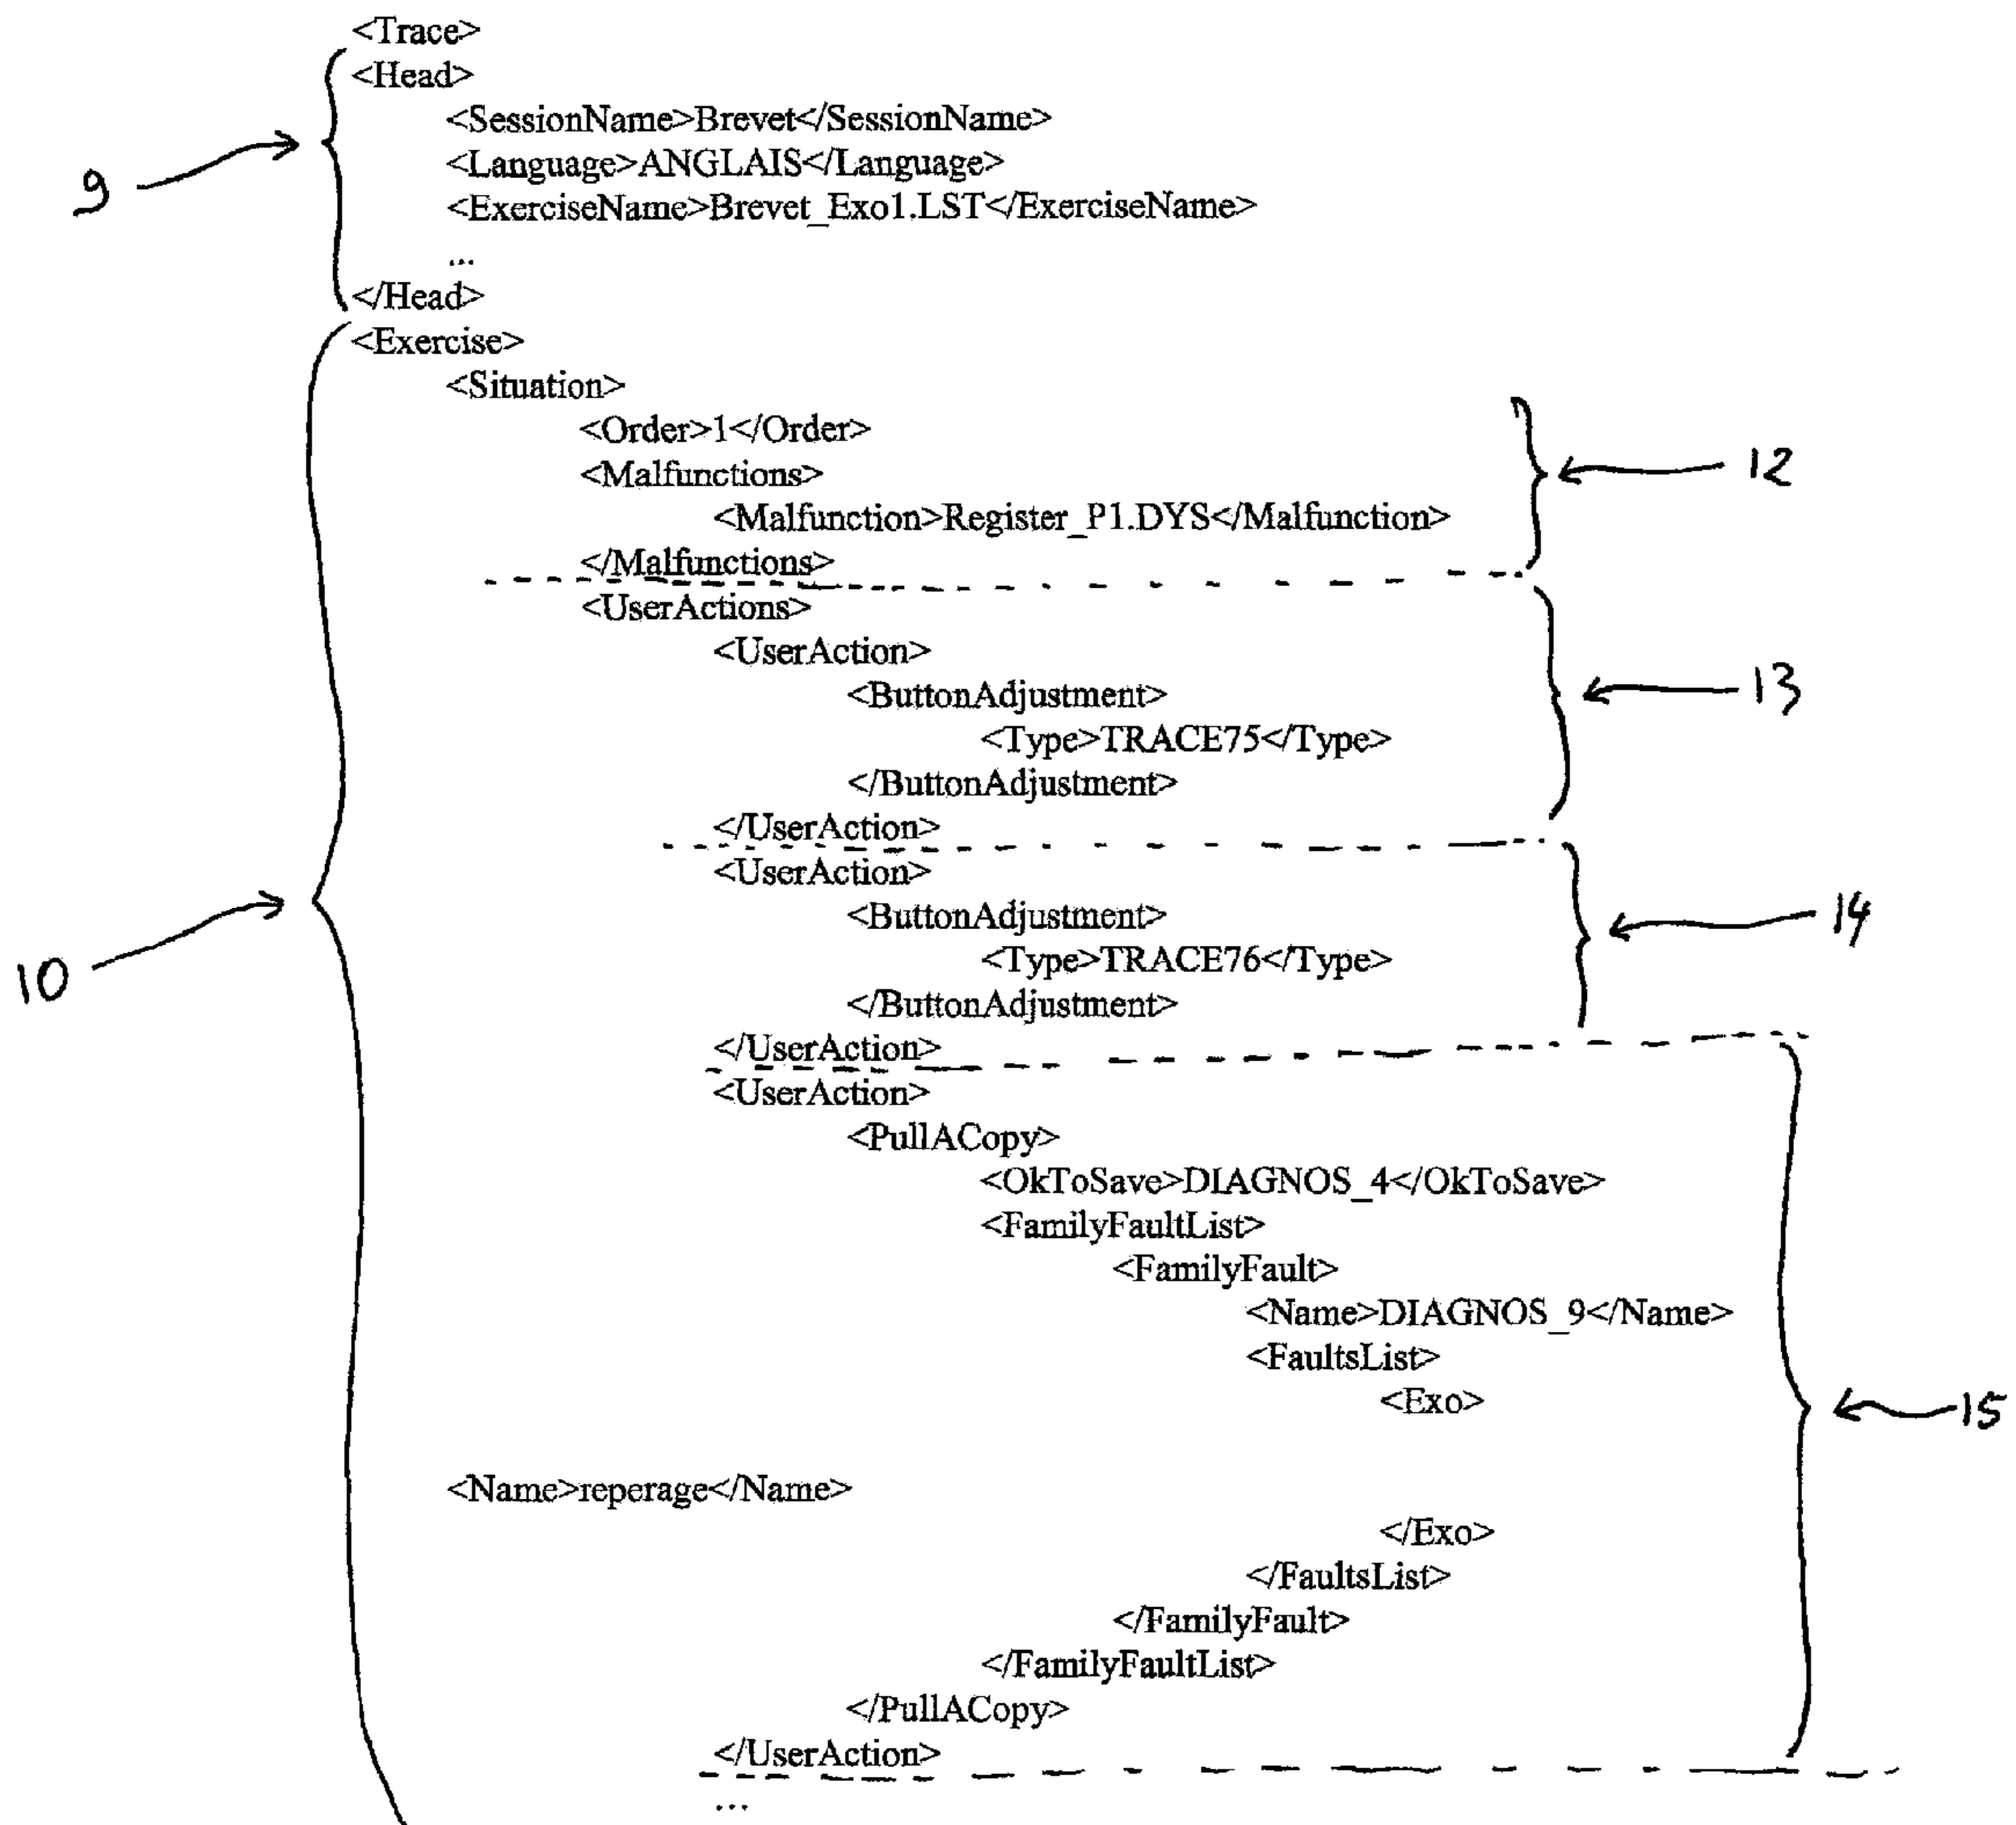 <Trace>
<Head>
<SessionName>Brevet</SessionName>
9
<Language>ANGLAIS</Language>
<ExerciseName>Brevet_Exo1.LST</ExerciseName>
...
</Head>
<Exercise>
<Situation>
<Order>1</Order>
<Malfunctions>
12
<Malfunction>Register_P1.DYS</Malfunction>
</Malfunctions>
<UserActions>
<UserAction>
<ButtonAdjustment>
13
<Type>TRACE75</Type>
</ButtonAdjustment>
</UserAction>
<UserAction>
<ButtonAdjustment>
14
<Type>TRACE76</Type>
10
</ButtonAdjustment>
</UserAction>
<UserAction>
<PullACopy>
<OkToSave>DIAGNOS_4</OkToSave>
<FamilyFaultList>
<FamilyFault>
<Name>DIAGNOS_9</Name>
<FaultsList>
<Exo>
15
<Name>reperage</Name>
</Exo>
</FaultsList>
</FamilyFault>
</FamilyFaultList>
</PullACopy>
</UserAction>
...